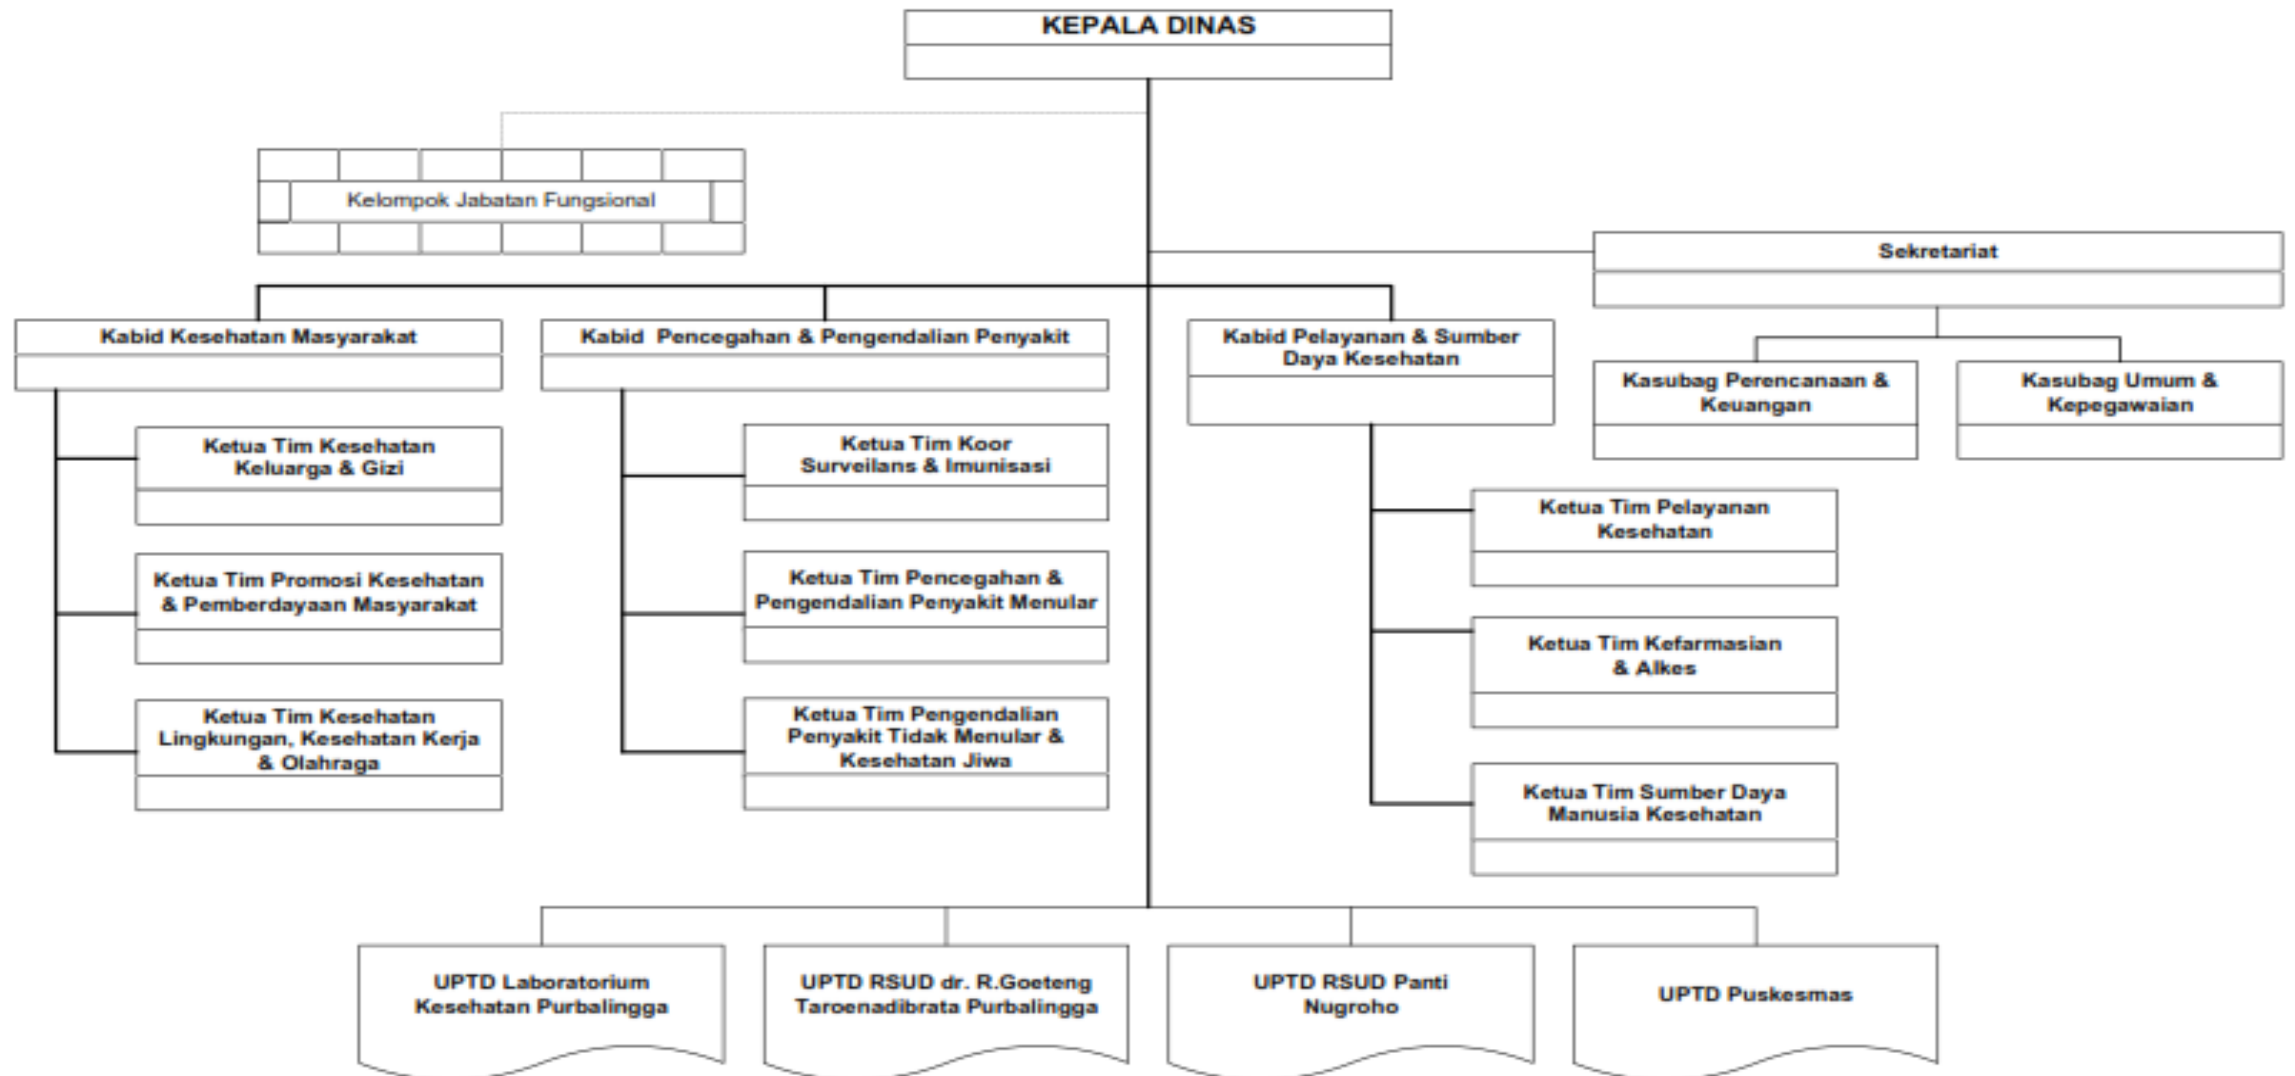 KEPALA DINAS
Kelompok Jabatan Fungsional
Sekretariat
Kabid Kesehatan Masyarakat
Kabid Pencegahan & Pengendalian Penyakit
Kabid Pelayanan & Sumber
Daya Kesehatan
Kasubag Perencanaan &
Keuangan
Kasubag Umum &
Kepegawaian
Ketua Tim Kesehatan
Keluarga & Gizi
Ketua Tim Promosi Kesehatan
& Pemberdayaan Masyarakat
Ketua Tim Kesehatan
Lingkungan, Kesehatan Kerja
& Olahraga
Ketua Tim Koor
Surveilans & Imunisasi
Ketua Tim Pencegahan &
Pengendalian Penyakit Menular
Ketua Tim Pengendalian
Penyakit Tidak Menular &
Kesehatan Jiwa
Ketua Tim Pelayanan
Kesehatan
Ketua Tim Kefarmasian
& Alkes
Ketua Tim Sumber Daya
Manusia Kesehatan
UPTD Laboratorium
Kesehatan Purbalingga
UPTD RSUD dr. R.Goeteng
Taroenadibrata Purbalingga
UPTD RSUD Panti
Nugroho
UPTD Puskesmas